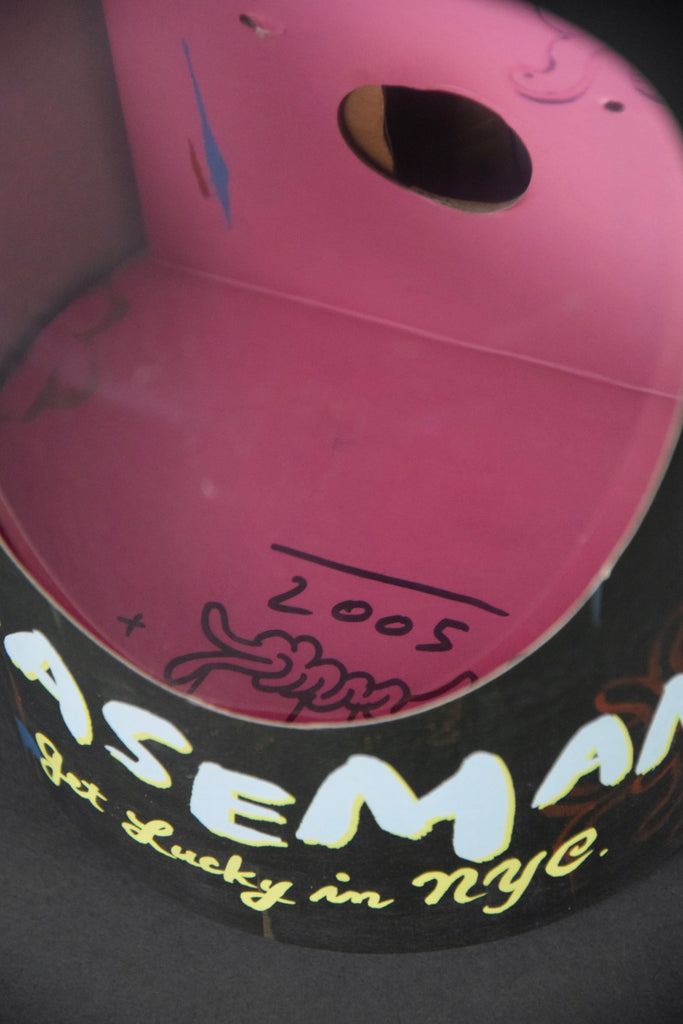 2005
ASEMAN
get Lucky in NYC.